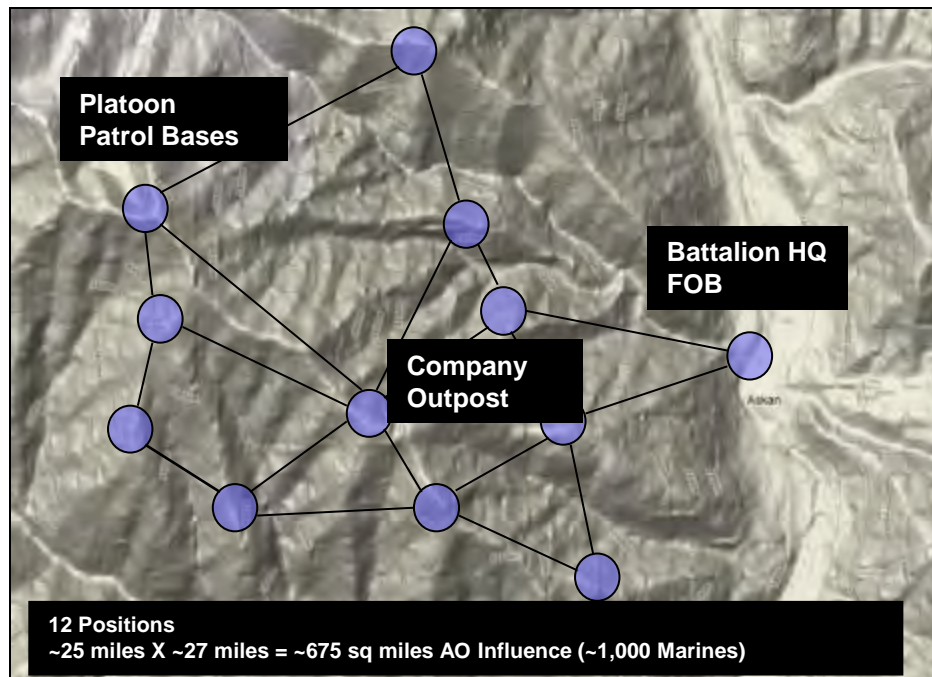 Platoon
Patrol Bases
Battalion HQ
FOB
Company
Outpost
12 Positions
~25 miles X ~27 miles = ~675 sq miles AO Influence (~1,000 Marines)